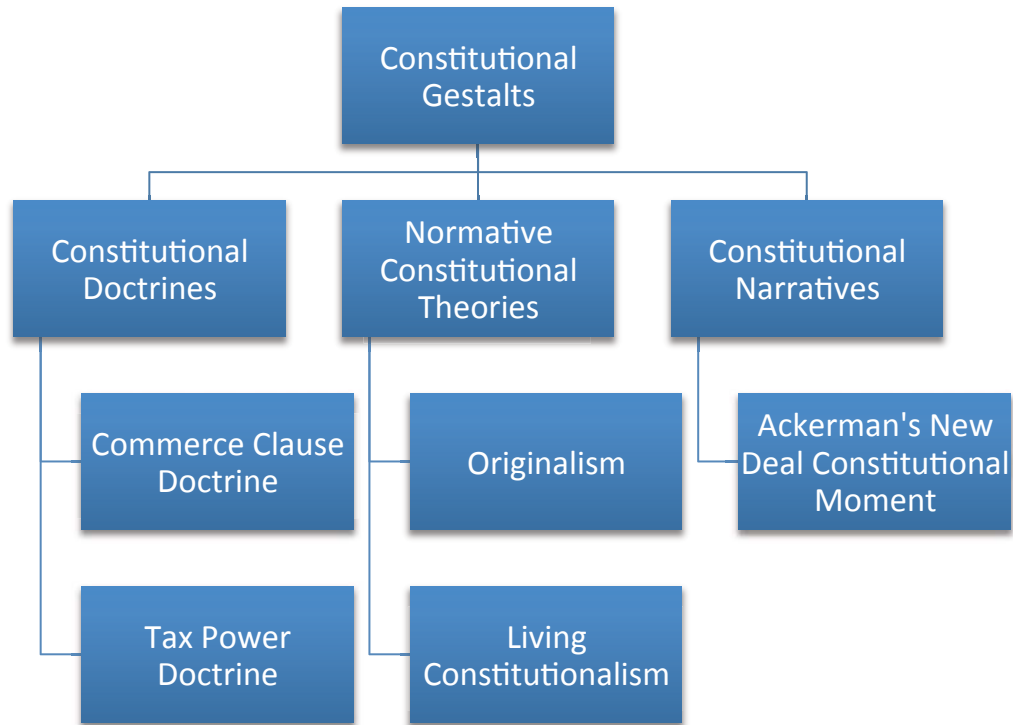 Constitutional
Gestalts
Constitutional
Doctrines
Normative
Constitutional
Theories
Constitutional
Narratives
Commerce Clause
Doctrine
Originalism
Ackerman's New
Deal Constitutional
Moment
Tax Power
Doctrine
Living
Constitutionalism